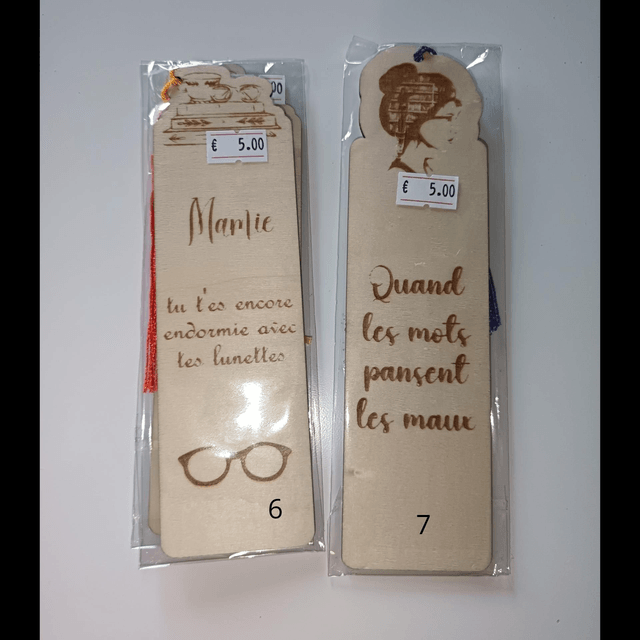 00
€ 5.00
Mamie
tu t'es encore
endormie avec
tes lunettes
6
€ 5.00
Quand
les mots
pansent
les maux
7